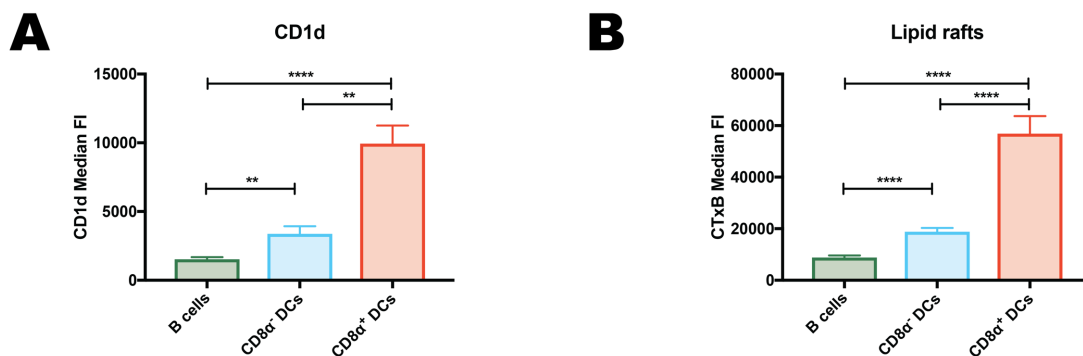 A
CD1d
CD1d Median FI
15000
10000
5000
0
****
**
**
B cells
CD8α⁻ DCs
CD8α⁺ DCs
B
Lipid rafts
CTxB Median FI
80000
60000
40000
20000
0
****
****
****
B cells
CD8α⁻ DCs
CD8α⁺ DCs